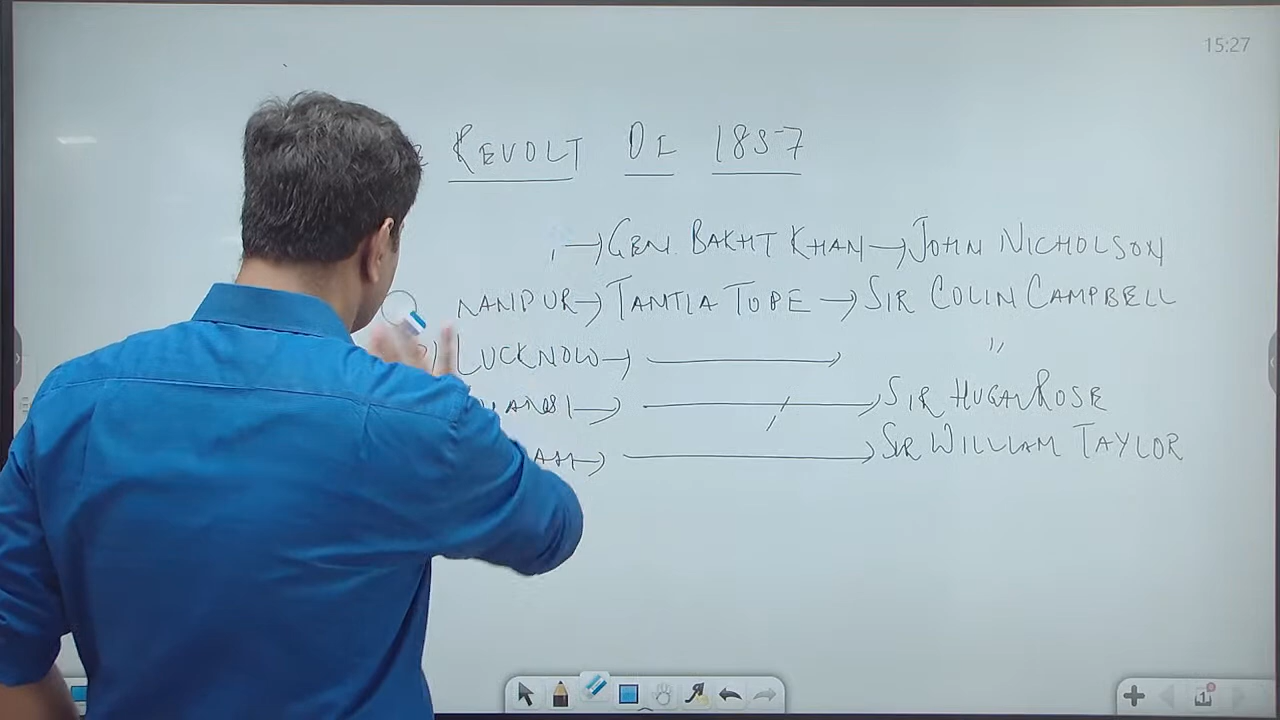 15:27
REVOLT OF 1857
→ GEN. BAKHT KHAN → JOHN NICHOLSON
NANPUR → TANTIA TOPE → SIR COLIN CAMPBELL
LUCKNOW → → "
→ → SIR HUGH ROSE
→ → SIR WILLIAM TAYLOR
1